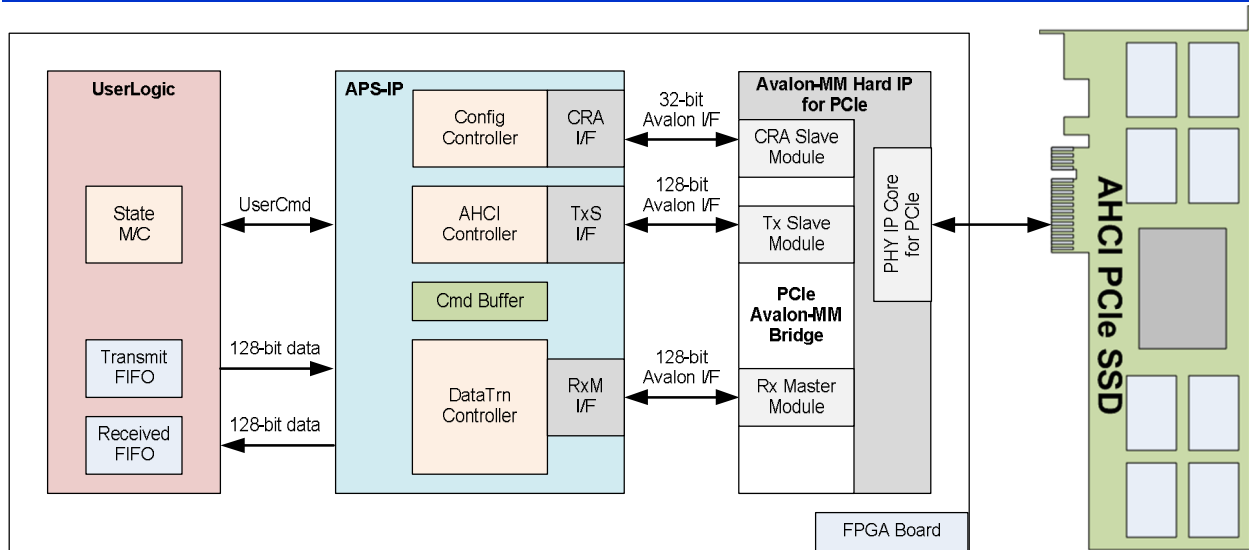 UserLogic
State
M/C
Transmit
FIFO
Received
FIFO
UserCmd
128-bit data
128-bit data
APS-IP
Config
Controller
CRA
I/F
AHCI
Controller
TxS
I/F
Cmd Buffer
DataTrn
Controller
RxM
I/F
32-bit
Avalon I/F
128-bit
Avalon I/F
128-bit
Avalon I/F
Avalon-MM Hard IP
for PCIe
CRA Slave
Module
Tx Slave
Module
PCIe
Avalon-MM
Bridge
Rx Master
Module
PHY IP Core
for PCIe
FPGA Board
AHCI PCIe SSD